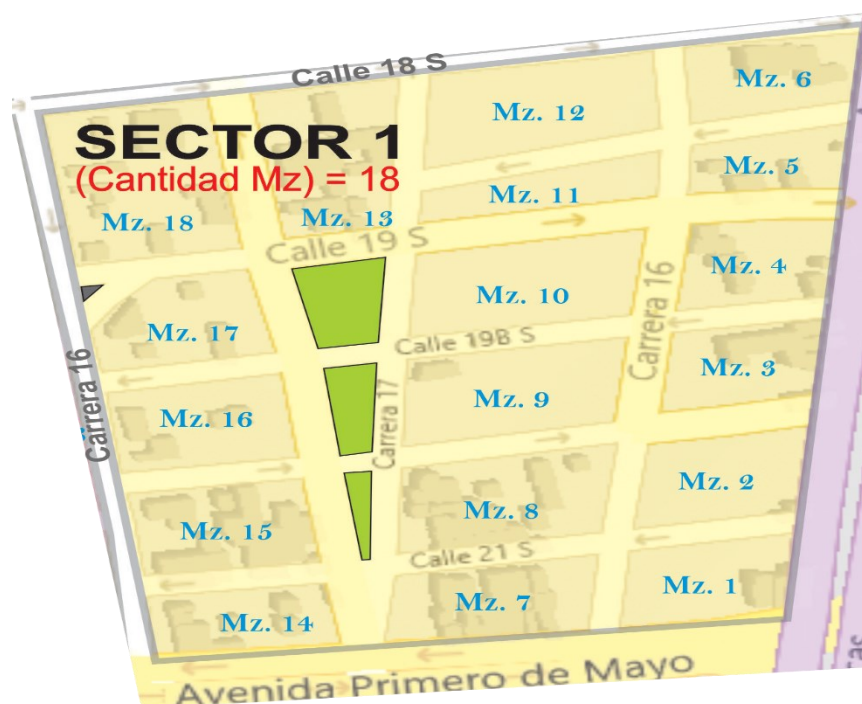 Calle 18 S
SECTOR 1
(Cantidad Mz) = 18
Mz. 6
Mz. 12
Mz. 5
Mz. 11
Mz. 13
Mz. 18
Calle 19 S
Mz. 4
Mz. 10
Carrera 16
Mz. 17
Calle 19B S
Mz. 3
Carrera 16
Mz. 9
Carrera 17
Mz. 16
Mz. 2
Mz. 8
Mz. 15
Calle 21 S
Mz. 1
Mz. 7
Mz. 14
Avenida Primero de Mayo